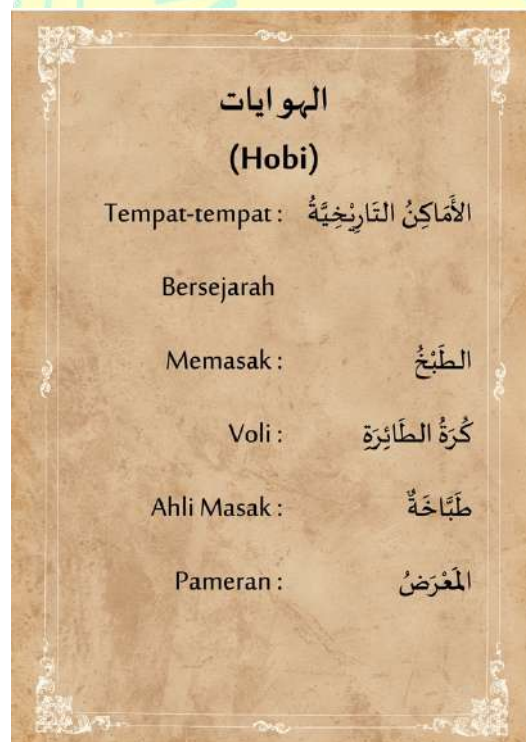 الهوايات
(Hobi)
الأَمَاكِنُ التَارِيْخِيَّةُ : Tempat-tempat
Bersejarah
الطَبْخُ : Memasak
كُرَةُ الطَائِرَةِ : Voli
طَبَّاخَةٌ : Ahli Masak
المَعْرَضُ : Pameran